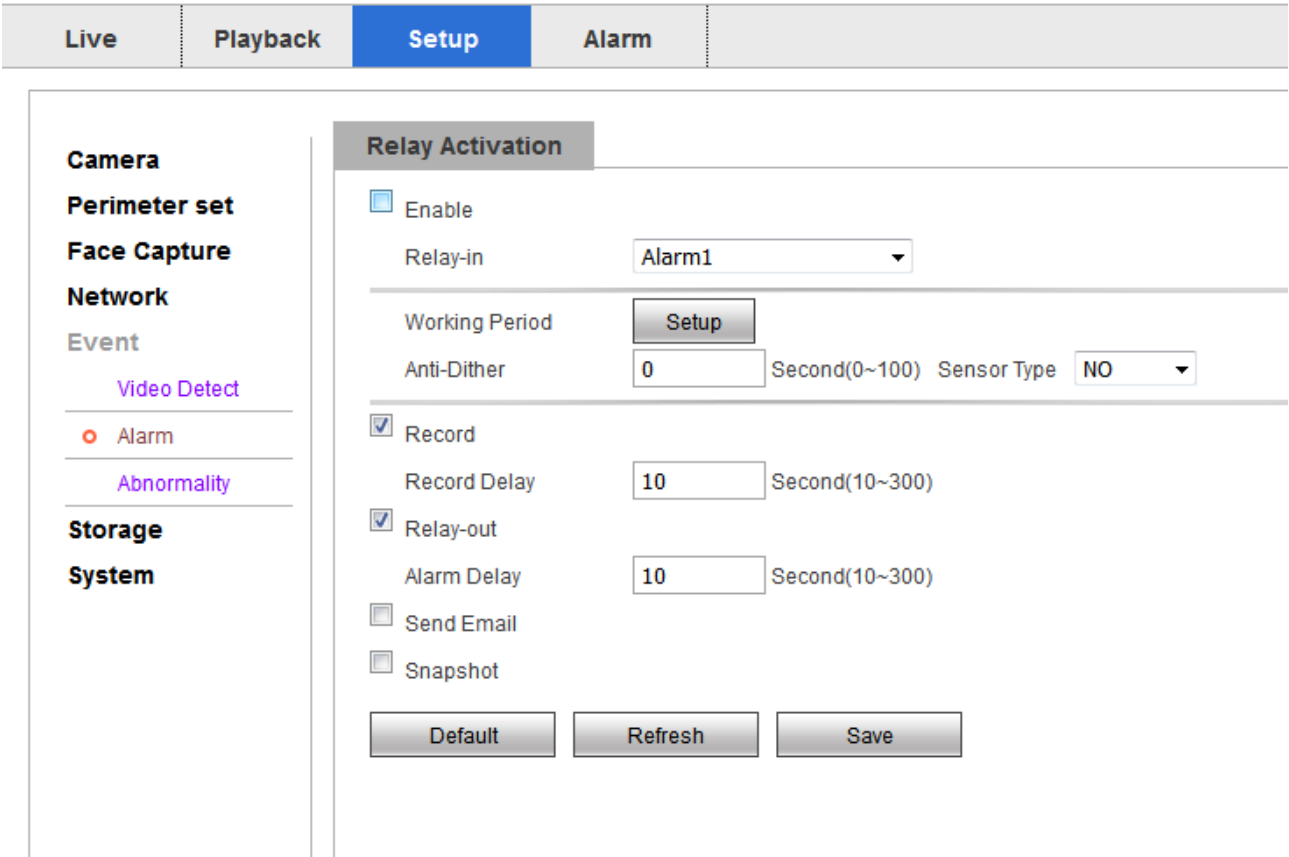 Live Playback Setup Alarm
Camera
Perimeter set
Face Capture
Network
Event
Video Detect
Alarm
Abnormality
Storage
System
Relay Activation
Enable
Relay-in Alarm1
Working Period Setup
Anti-Dither 0 Second(0~100) Sensor Type NO
Record
Record Delay 10 Second(10~300)
Relay-out
Alarm Delay 10 Second(10~300)
Send Email
Snapshot
Default Refresh Save